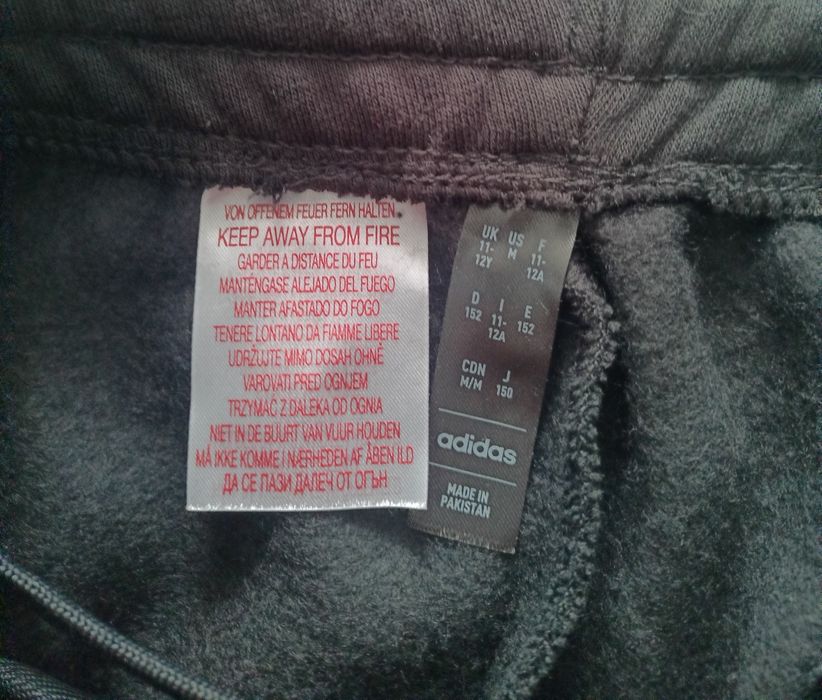 VON OFFENEM FEUER FERN HALTEN.
KEEP AWAY FROM FIRE
GARDER A DISTANCE DU FEU
MANTÉNGASE ALEJADO DEL FUEGO
MANTER AFASTADO DO FOGO
TENERE LONTANO DA FIAMME LIBERE
UDRŽUJTE MIMO DOSAH OHNĚ
VAROVATI PRED OGNJEM
TRZYMAĆ Z DALEKA OD OGNIA
NIET IN DE BUURT VAN VUUR HOUDEN
MÅ IKKE KOMME I NÆRHEDEN AF ÅBEN ILD
ДА СЕ ПАЗИ ДАЛЕЧ ОТ ОГЪН
UK US F
11- M 11-
12Y 12A
D I E
152 11- 152
12A
CDN J
M/M 150
adidas
MADE IN
PAKISTAN